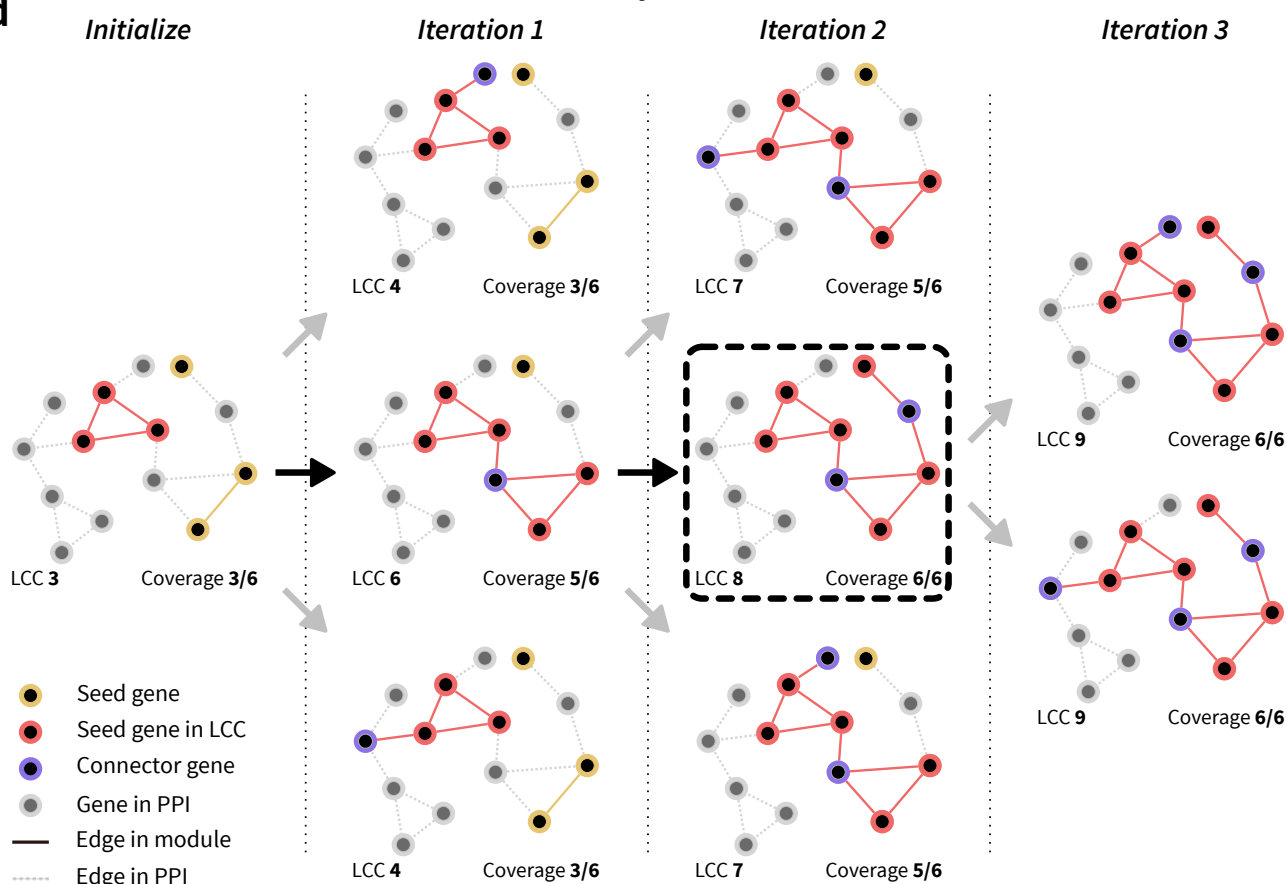 d
Initialize
Iteration 1
Iteration 2
Iteration 3
LCC 4 Coverage 3/6
LCC 7 Coverage 5/6
LCC 9 Coverage 6/6
LCC 3 Coverage 3/6
LCC 6 Coverage 5/6
LCC 8 Coverage 6/6
LCC 9 Coverage 6/6
LCC 4 Coverage 3/6
LCC 7 Coverage 5/6
Seed gene
Seed gene in LCC
Connector gene
Gene in PPI
Edge in module
Edge in PPI